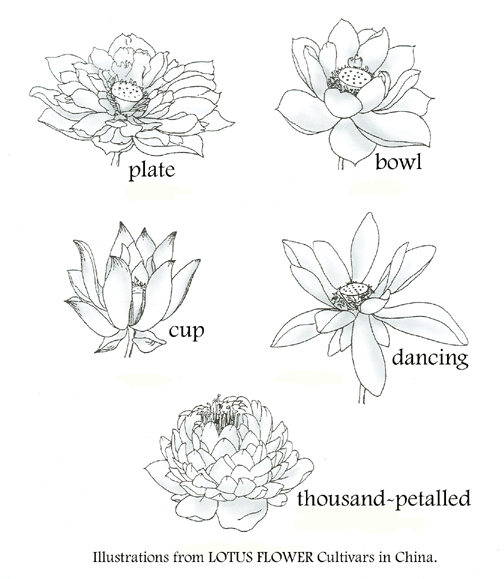 plate
bowl
cup
dancing
thousand-petalled
Illustrations from LOTUS FLOWER Cultivars in China.